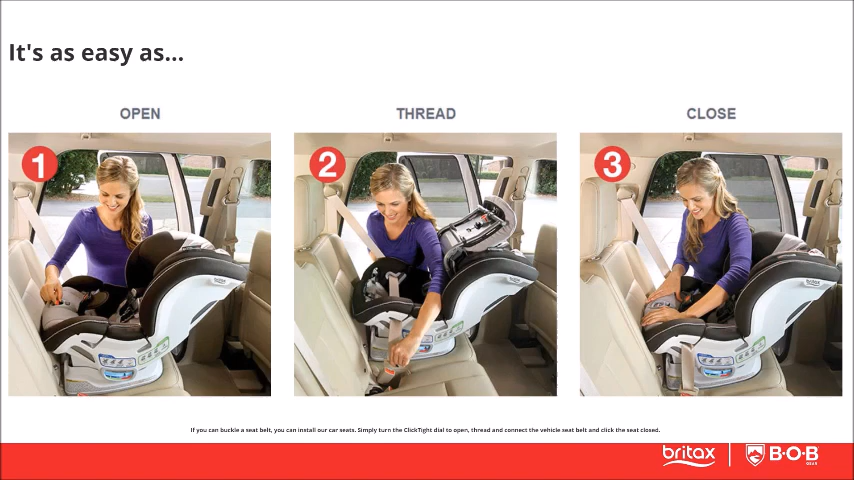 It's as easy as...
OPEN
THREAD
CLOSE
1
2
3
britax
If you can buckle a seat belt, you can install our car seats. Simply turn the ClickTight dial to open, thread and connect the vehicle seat belt and click the seat closed.
britax
B·O·B
GEAR